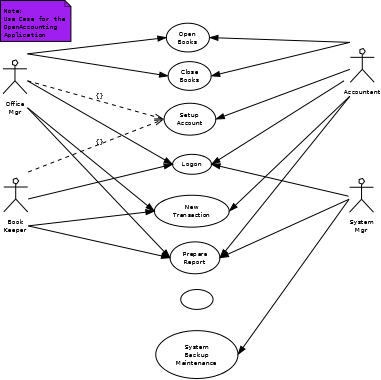 Note:
Use Case for the
OpenAccounting
Application
Open
Books
Close
Books
Office
Mgr
Accountant
{}
Setup
Account
{}
Logon
New
Transaction
Book
Keeper
System
Mgr
Prepare
Report
System
Backup
Maintenance